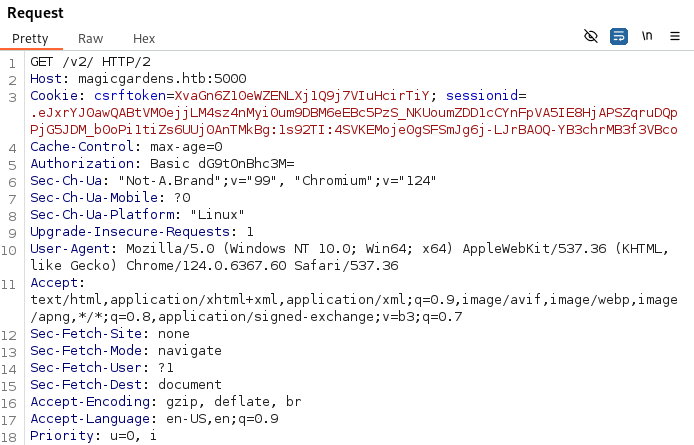 Request
Pretty Raw Hex \n
1 GET /v2/ HTTP/2
2 Host: magicgardens.htb:5000
3 Cookie: csrftoken=XvaGn6Z10eWZENLXj1Q9j7VIuHcirTiY; sessionid=
.eJxrYJ0awQABtVM0ejjLM4sz4nMyi0um9DBM6eEBc5PzS_NKUoumZDD1cCYnFpVA5IE8HjAPSZqruDQp
PjG5JDM_bOoPi1tiZs6UUjOAnTMkBg:1s92TI:4SVKEMojeOgSFSmJg6j-LJrBAOQ-YB3chrMB3f3VBco
4 Cache-Control: max-age=0
5 Authorization: Basic dG9tOnBhc3M=
6 Sec-Ch-Ua: "Not-A.Brand";v="99", "Chromium";v="124"
7 Sec-Ch-Ua-Mobile: ?0
8 Sec-Ch-Ua-Platform: "Linux"
9 Upgrade-Insecure-Requests: 1
10 User-Agent: Mozilla/5.0 (Windows NT 10.0; Win64; x64) AppleWebKit/537.36 (KHTML,
like Gecko) Chrome/124.0.6367.60 Safari/537.36
11 Accept:
text/html,application/xhtml+xml,application/xml;q=0.9,image/avif,image/webp,image
/apng,*/*;q=0.8,application/signed-exchange;v=b3;q=0.7
12 Sec-Fetch-Site: none
13 Sec-Fetch-Mode: navigate
14 Sec-Fetch-User: ?1
15 Sec-Fetch-Dest: document
16 Accept-Encoding: gzip, deflate, br
17 Accept-Language: en-US,en;q=0.9
18 Priority: u=0, i